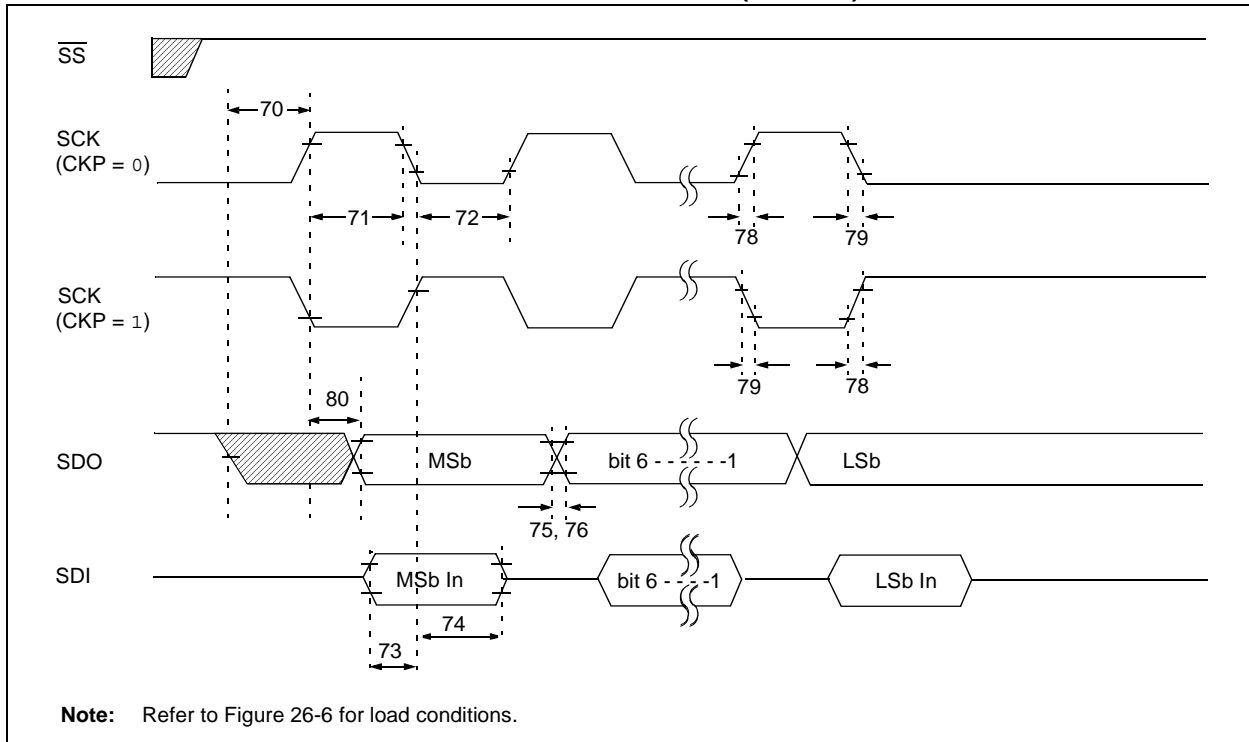 SS
70
SCK
(CKP = 0)
71
72
78
79
SCK
(CKP = 1)
79
78
80
SDO
MSb
bit 6 - - - - - -1
LSb
75, 76
SDI
MSb In
bit 6 - - - -1
LSb In
74
73
Note: Refer to Figure 26-6 for load conditions.